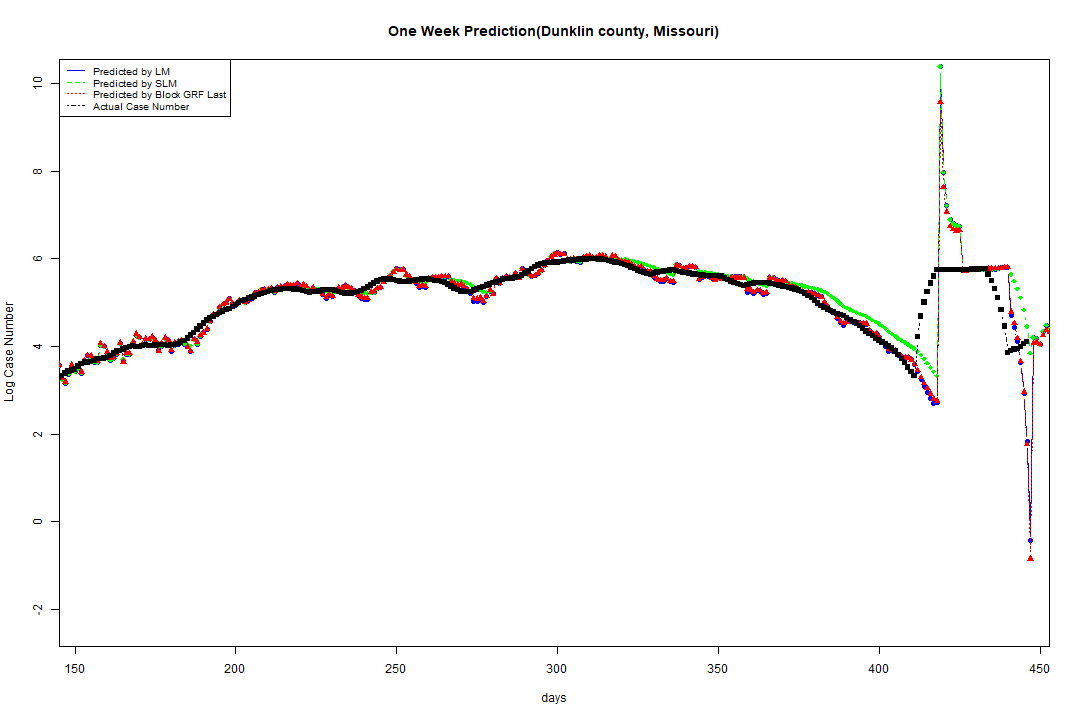 One Week Prediction(Dunklin county, Missouri)
Predicted by LM
Predicted by SLM
Predicted by Block GRF Last
Actual Case Number
10
8
6
4
2
0
-2
Log Case Number
150 200 250 300 350 400 450
days